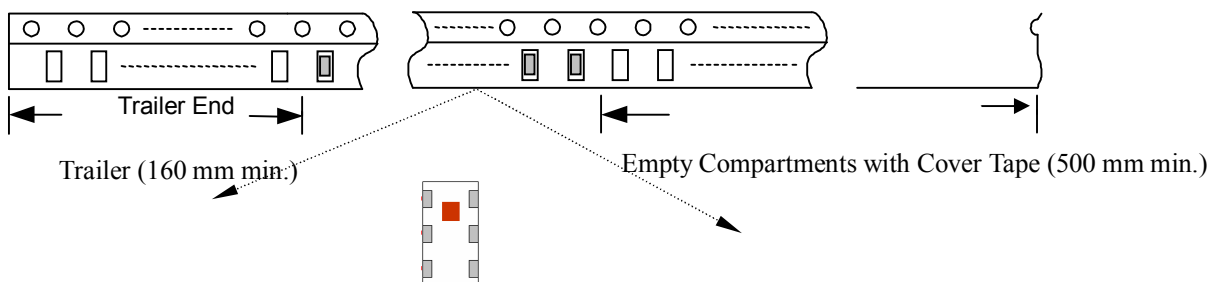 Trailer End
Trailer (160 mm min.)
Empty Compartments with Cover Tape (500 mm min.)